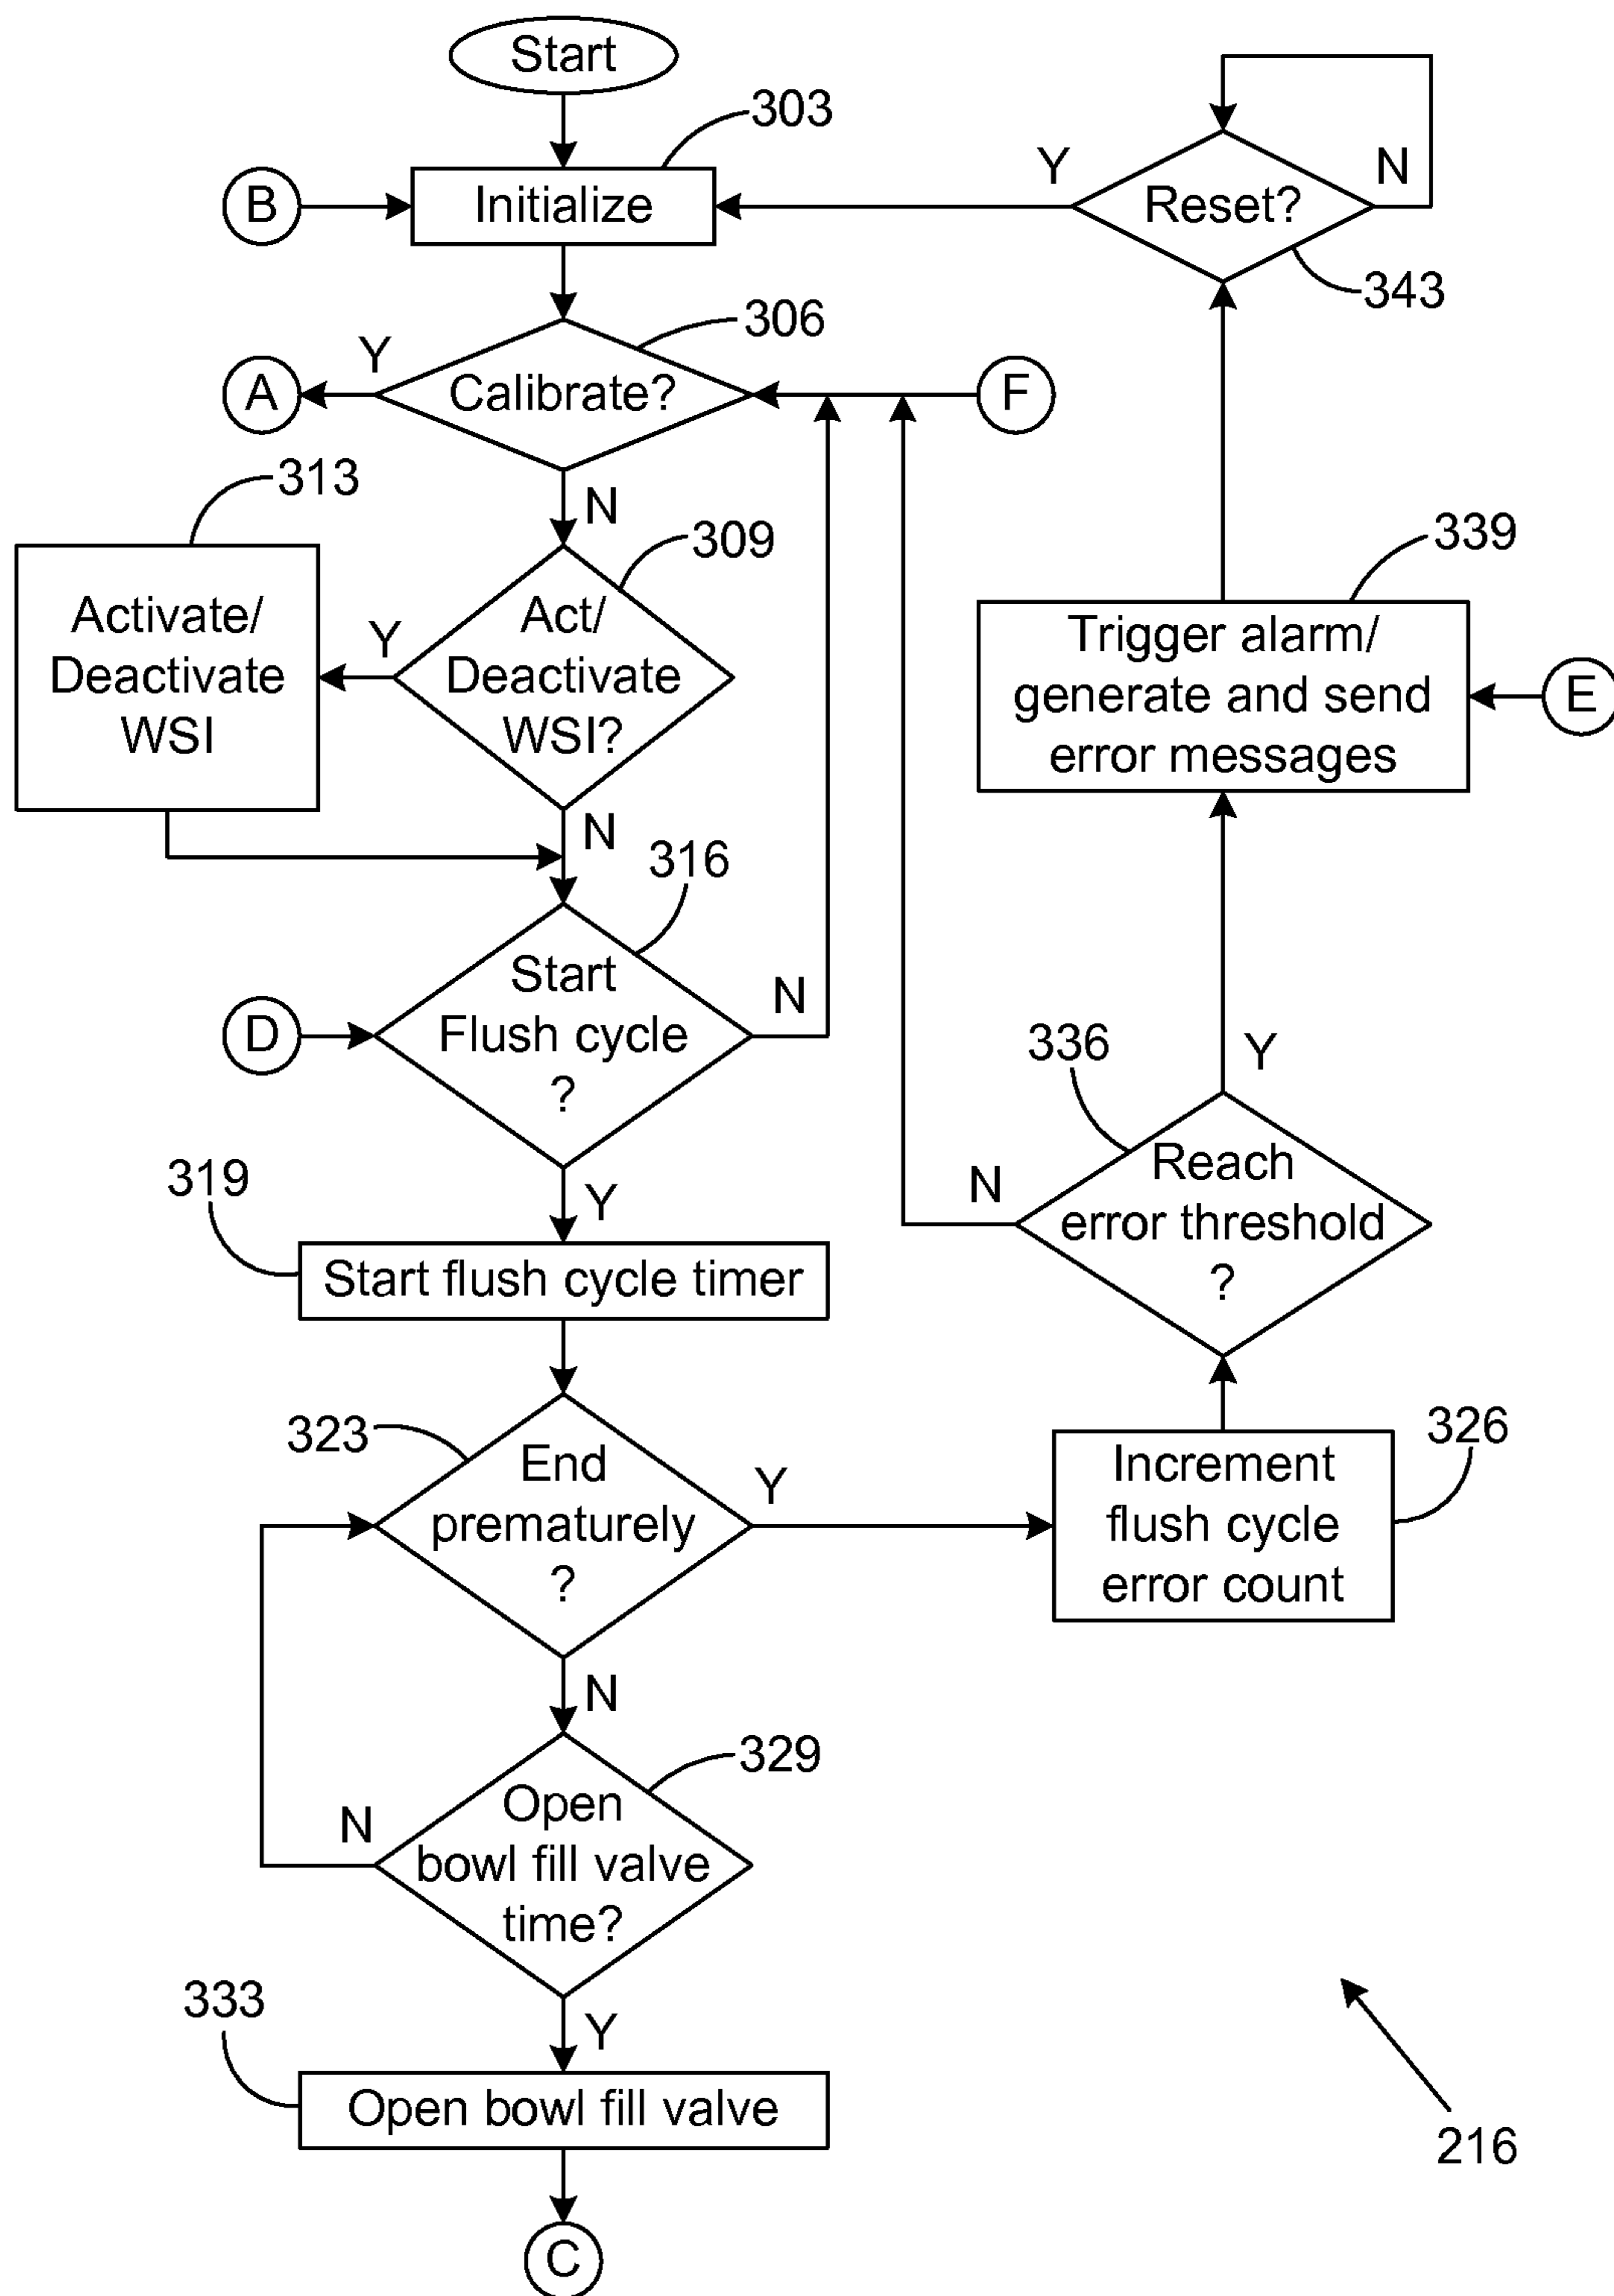 Start
303
B
Initialize
Y
Reset?
N
343
306
Y
A
Calibrate?
F
N
313
309
339
Activate/
Deactivate
WSI
Y
Act/
Deactivate
WSI?
Trigger alarm/
generate and send
error messages
E
N
316
D
Start
Flush cycle
?
N
336
Y
319
Y
N
Reach
error threshold
?
Start flush cycle timer
323
End
prematurely
?
Y
326
Increment
flush cycle
error count
N
329
N
Open
bowl fill valve
time?
333
Y
Open bowl fill valve
216
C